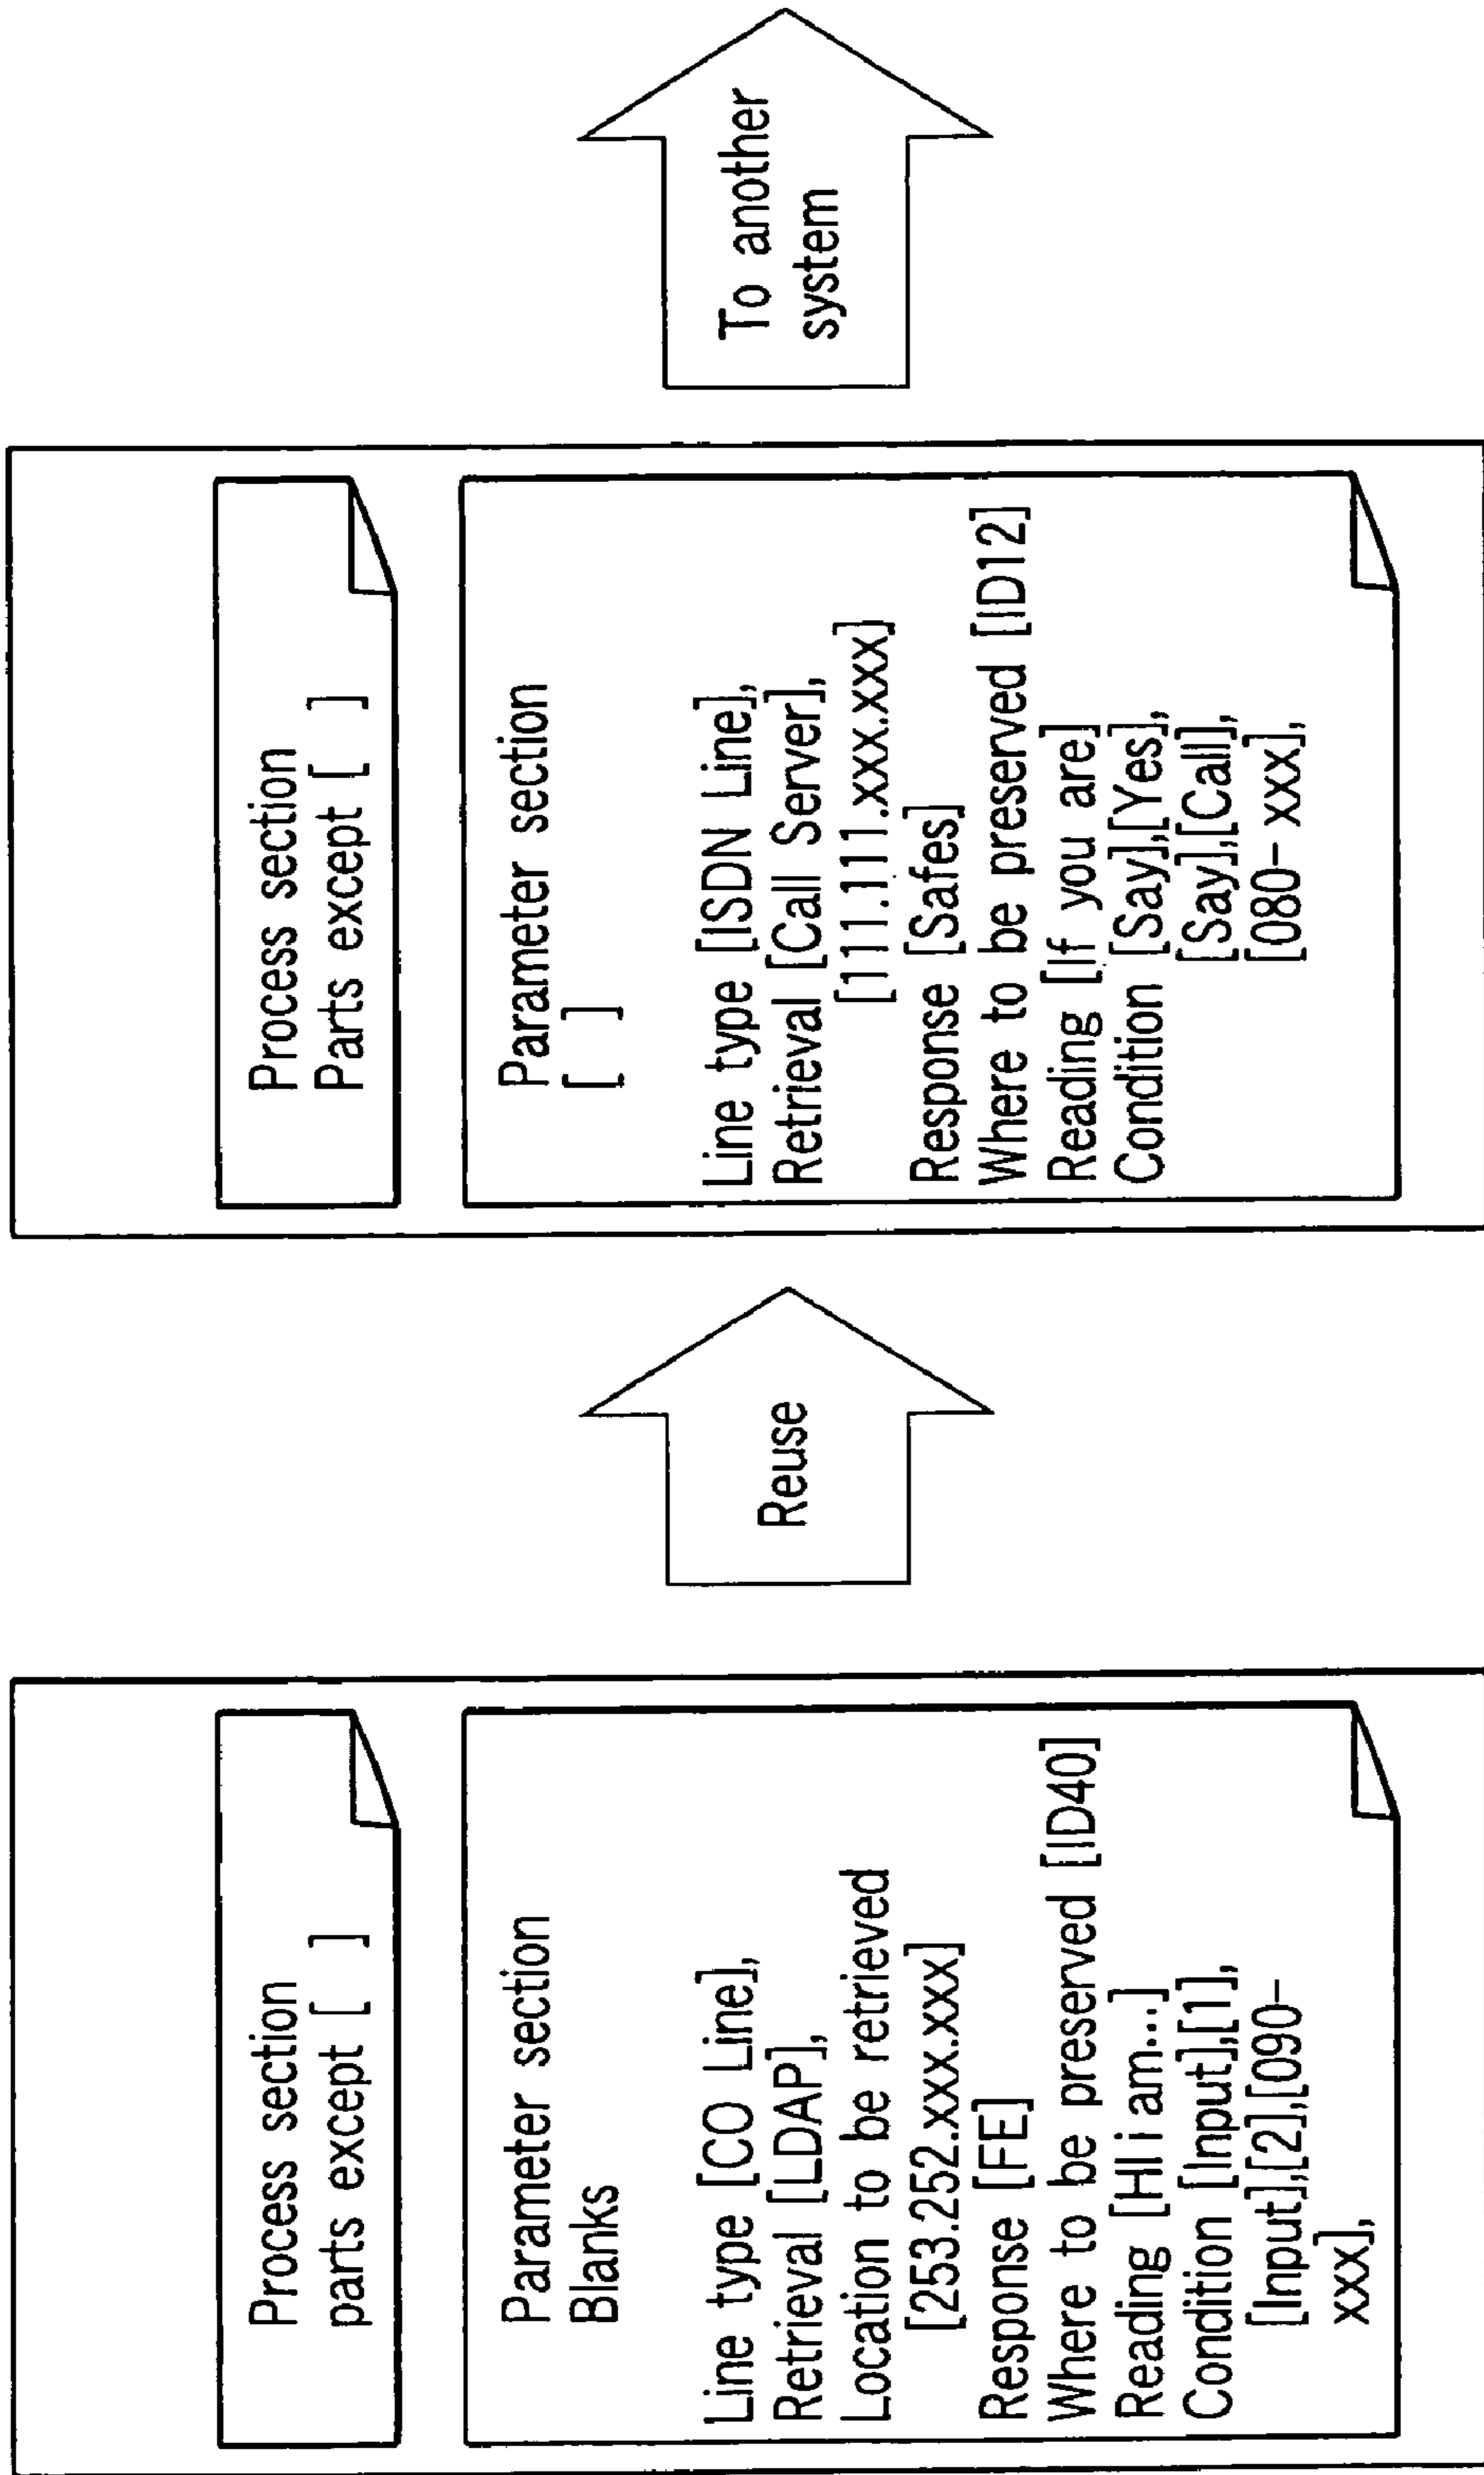 Process section
parts except [ ]
Parameter section
Blanks
Line type [CO Line],
Retrieval [LDAP],
Location to be retrieved
[253.252.xxx.xxx]
Response [FE]
Where to be preserved [ID40]
Reading [HI i am...]
Condition [Input],[1],
[Input],[2],[090-
xxx],
Reuse
Process section
Parts except [ ]
Parameter section
[ ]
Line type [ISDN Line],
Retrieval [Call Server],
[111.111.xxx.xxx]
Response [Safes]
Where to be preserved [ID12]
Reading [If you are]
Condition [Say],[Yes],
[Say],[Call],
[080- xxx],
To another
system